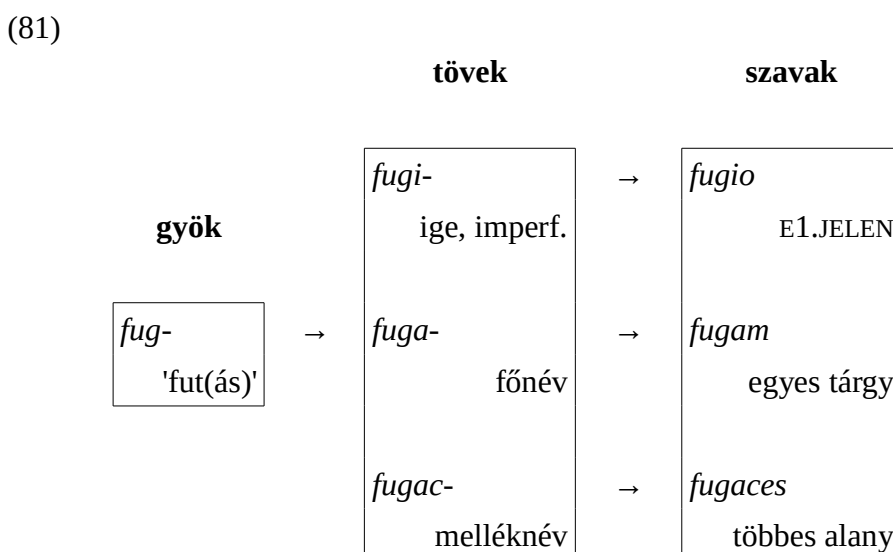 (81)
tövek szavak
fugi- → fugio
gyök ige, imperf. E1.JELEN
fug- → fuga- → fugam
'fut(ás)' főnév egyes tárgy
fugac- → fugaces
melléknév többes alany